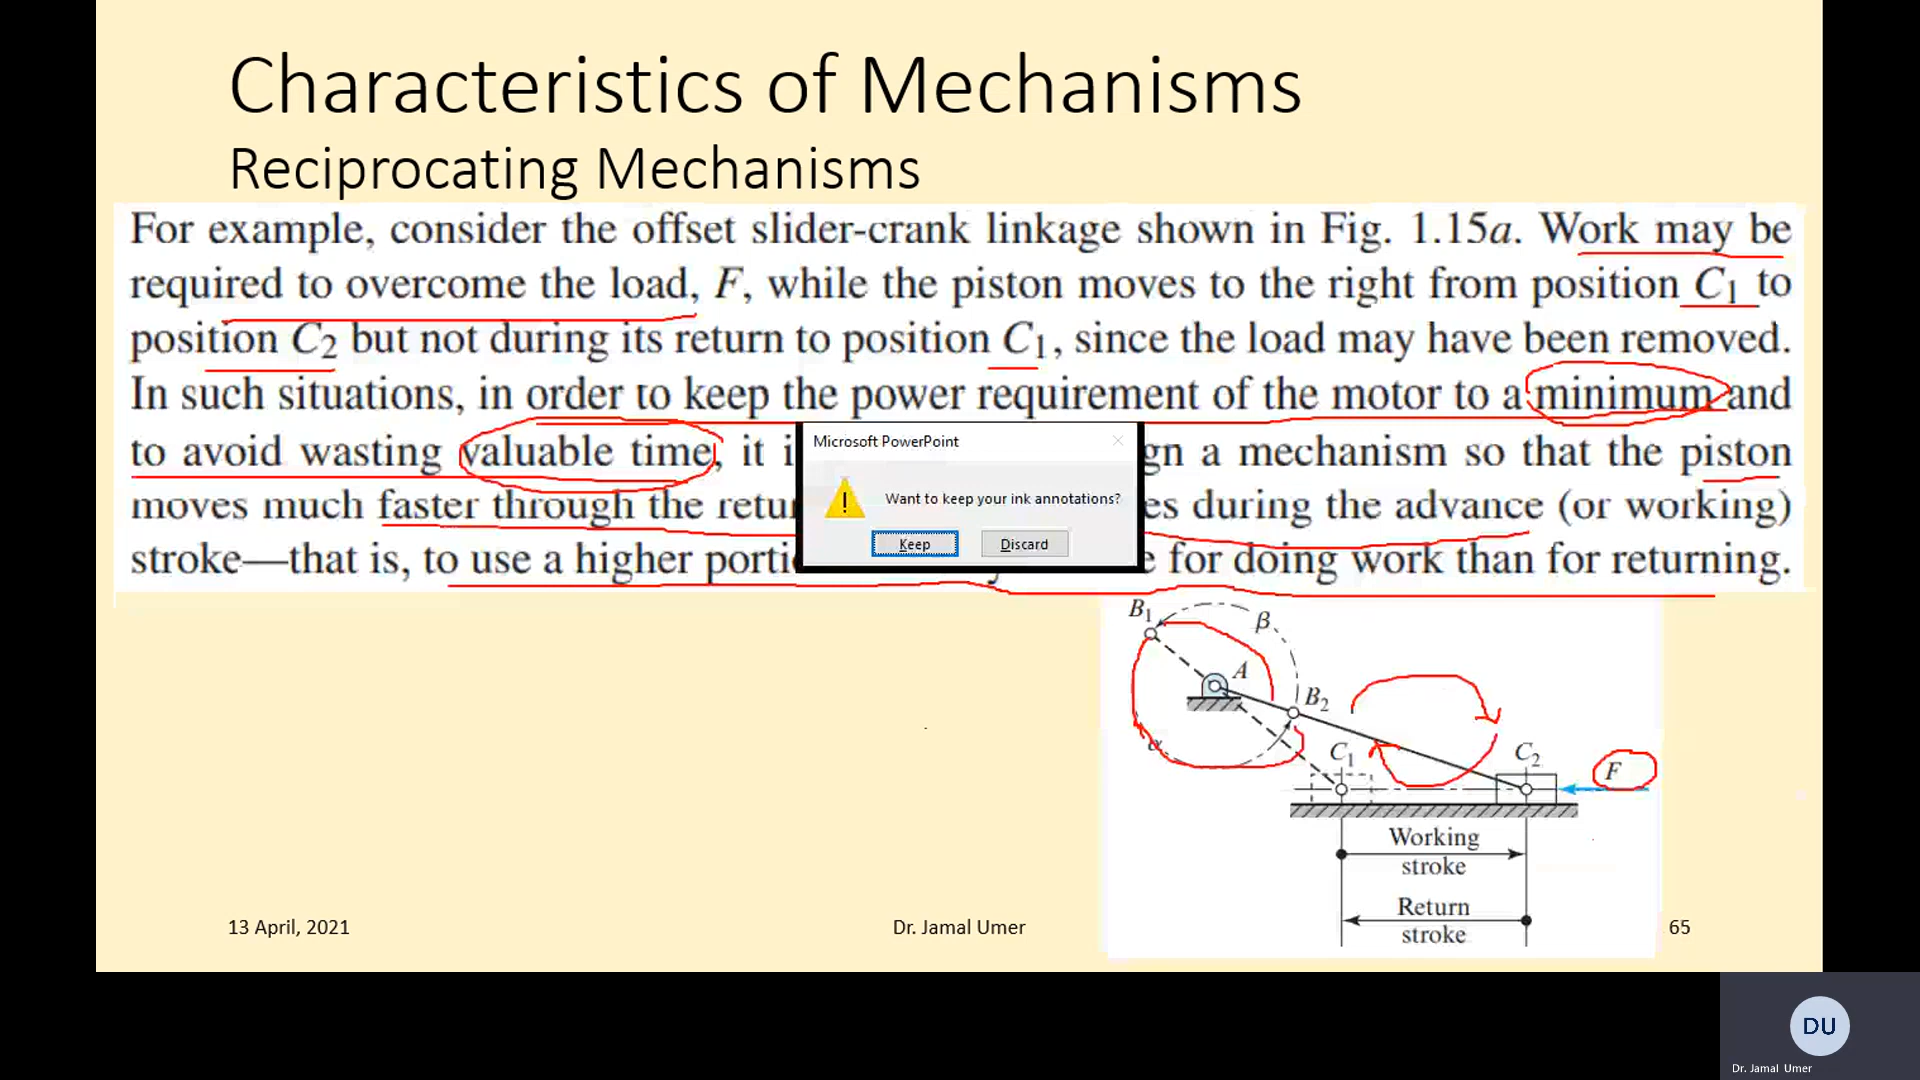 Characteristics of Mechanisms
Reciprocating Mechanisms
For example, consider the offset slider-crank linkage shown in Fig. 1.15a. Work may be
required to overcome the load, F, while the piston moves to the right from position C1 to
position C2 but not during its return to position C1, since the load may have been removed.
In such situations, in order to keep the power requirement of the motor to a minimum and
to avoid wasting valuable time, it i gn a mechanism so that the piston
moves much faster through the retu es during the advance (or working)
stroke—that is, to use a higher porti e for doing work than for returning.
Microsoft PowerPoint
Want to keep your ink annotations?
Keep Discard
B1
β
A
B2
α
C1
C2
F
Working
stroke
Return
stroke
13 April, 2021
Dr. Jamal Umer
65
DU
Dr. Jamal Umer